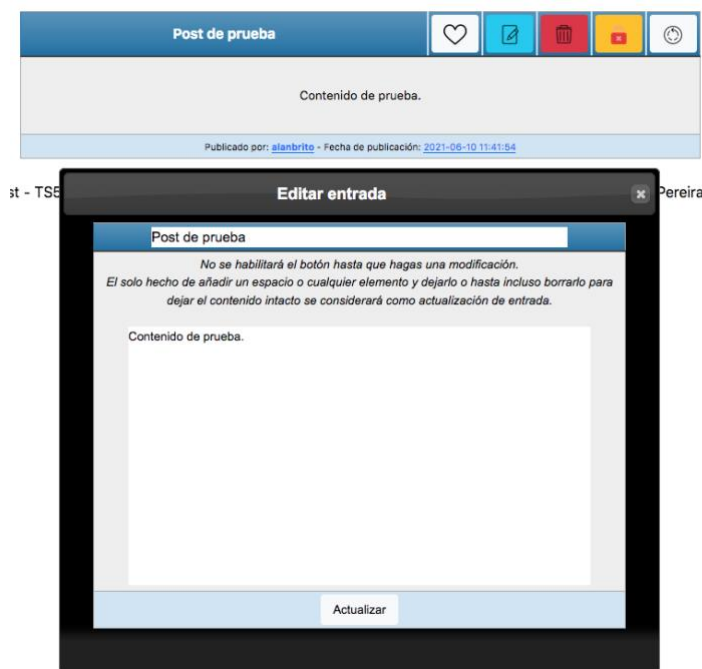 Post de prueba
Contenido de prueba.
Publicado por: alanbrito - Fecha de publicación: 2021-06-10 11:41:54
st - TS5
Pereira
Editar entrada
Post de prueba
No se habilitará el botón hasta que hagas una modificación.
El solo hecho de añadir un espacio o cualquier elemento y dejarlo o hasta incluso borrarlo para
dejar el contenido intacto se considerará como actualización de entrada.
Contenido de prueba.
Actualizar